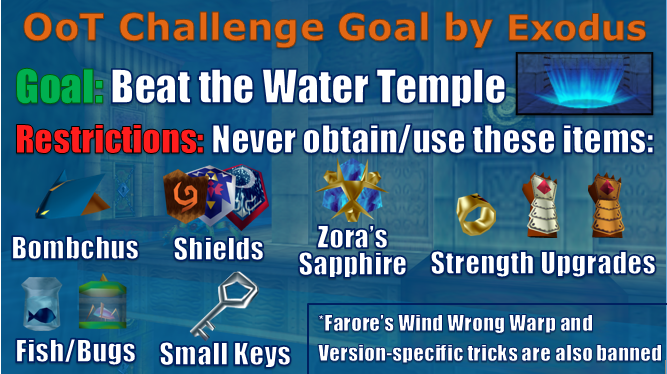 OoT Challenge Goal by Exodus
Goal: Beat the Water Temple
Restrictions: Never obtain/use these items:
Bombchus
Shields
Zora's
Sapphire
Strength Upgrades
Fish/Bugs
Small Keys
*Farore's Wind Wrong Warp and
Version-specific tricks are also banned